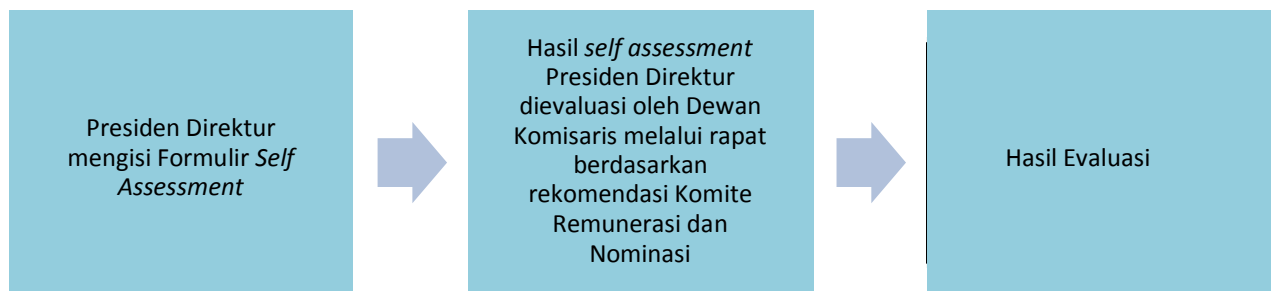 Presiden Direktur
mengisi Formulir Self
Assessment
Hasil self assessment
Presiden Direktur
dievaluasi oleh Dewan
Komisaris melalui rapat
berdasarkan
rekomendasi Komite
Remunerasi dan
Nominasi
Hasil Evaluasi